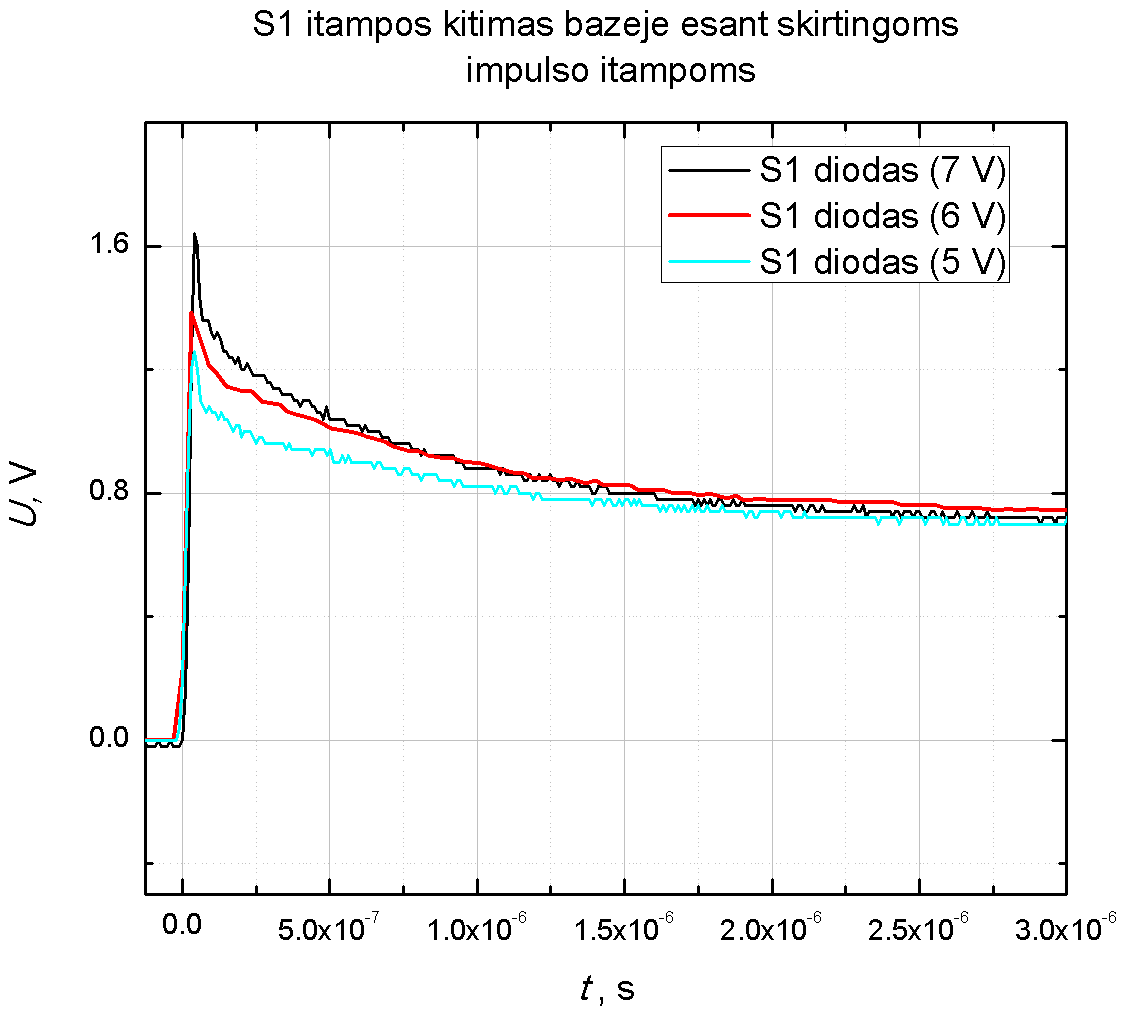 S1 itampos kitimas bazeje esant skirtingoms
impulso itampoms
S1 diodas (7 V)
S1 diodas (6 V)
S1 diodas (5 V)
1.6
0.8
0.0
U, V
0.0 5.0x10⁻⁷ 1.0x10⁻⁶ 1.5x10⁻⁶ 2.0x10⁻⁶ 2.5x10⁻⁶ 3.0x10⁻⁶
t, s